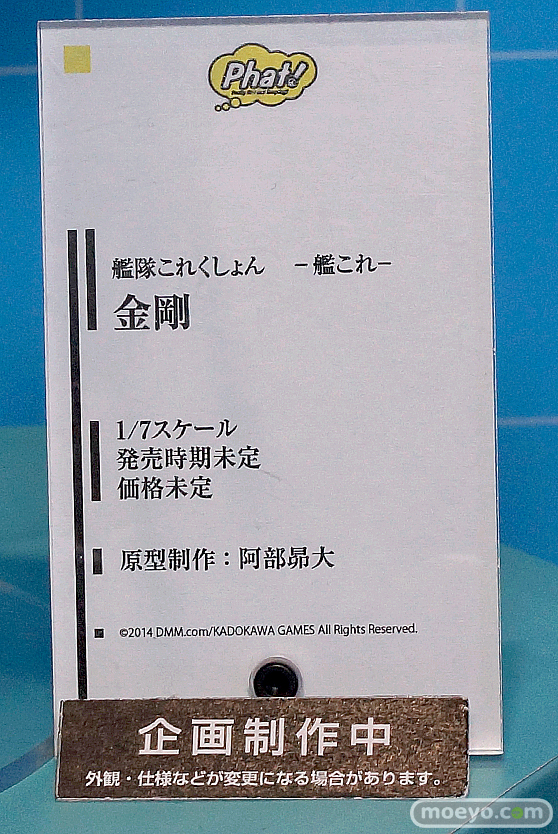 Phat!
艦隊これくしょん －艦これ－
金剛
1/7スケール
発売時期未定
価格未定
原型制作：阿部昴大
©2014 DMM.com/KADOKAWA GAMES All Rights Reserved.
企画制作中
外観・仕様などが変更になる場合があります。
moeyo.com